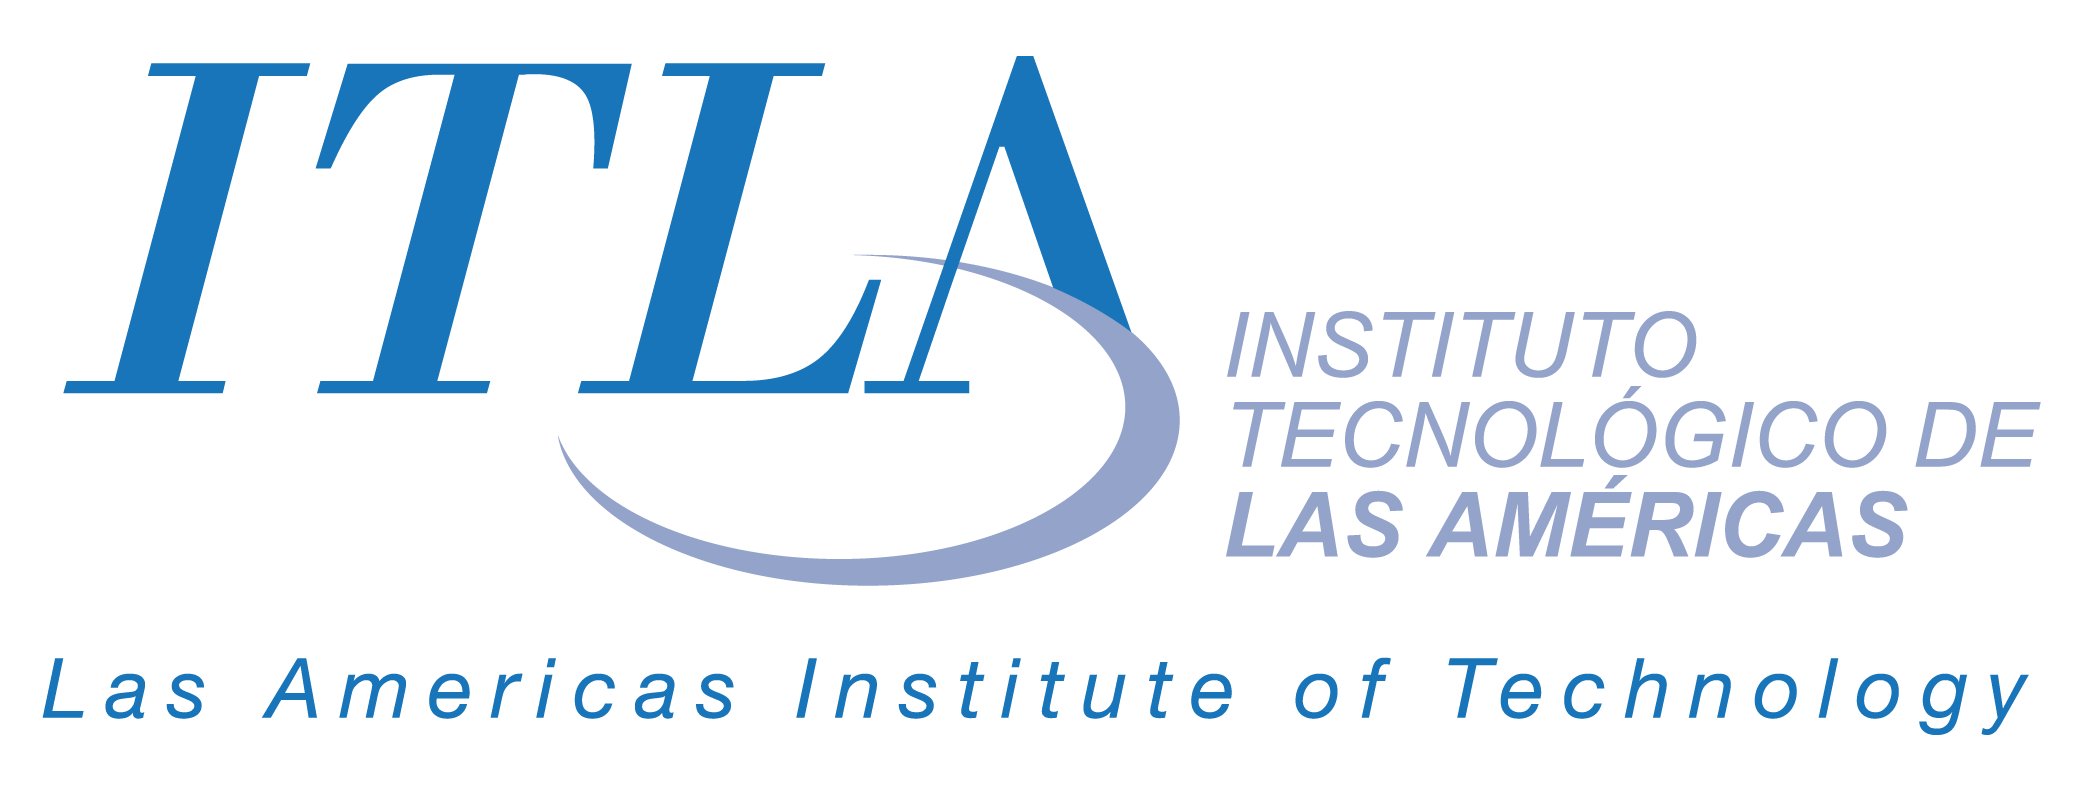 ITLA
INSTITUTO
TECNOLÓGICO DE
LAS AMÉRICAS
Las Americas Institute of Technology